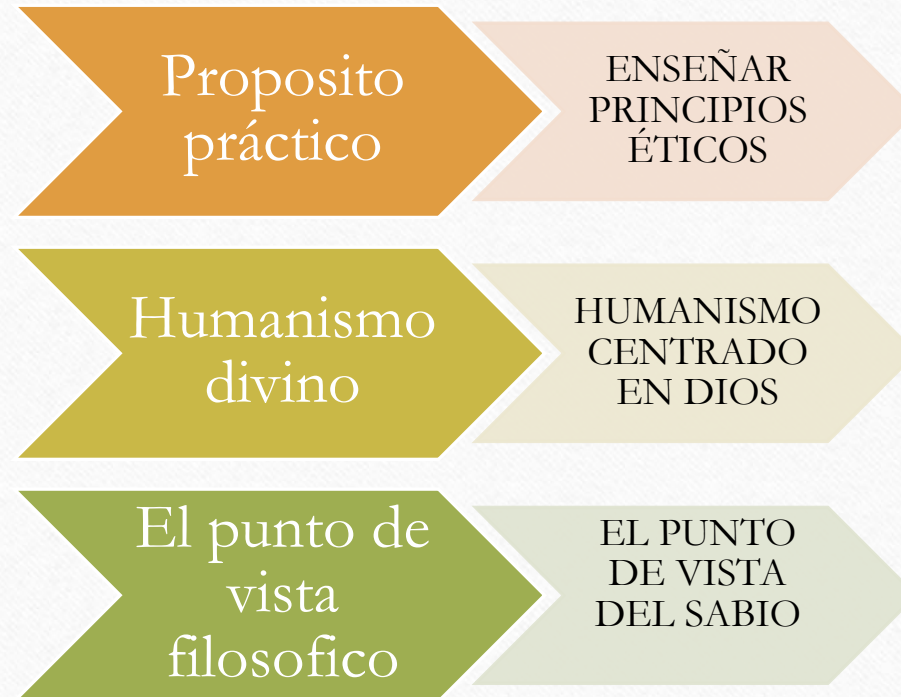 Proposito
práctico
ENSEÑAR
PRINCIPIOS
ÉTICOS
Humanismo
divino
HUMANISMO
CENTRADO
EN DIOS
El punto de
vista
filosofico
EL PUNTO
DE VISTA
DEL SABIO